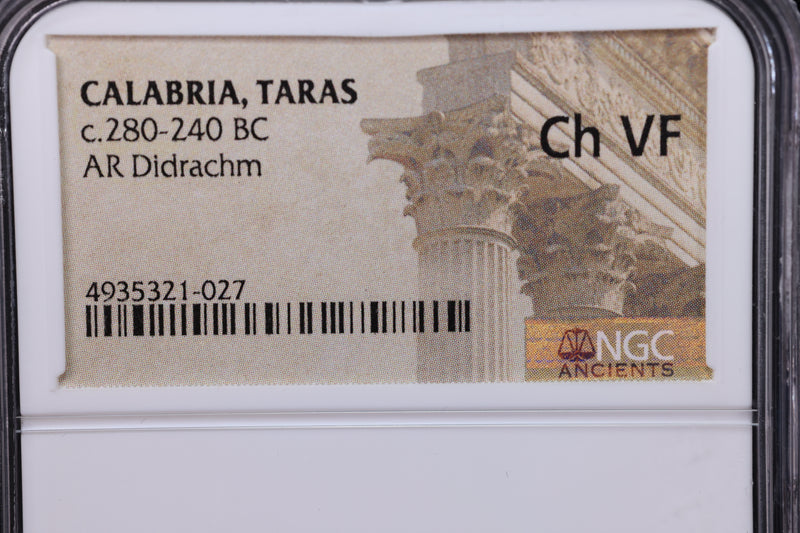 CALABRIA, TARAS
c.280-240 BC
AR Didrachm
Ch VF
4935321-027
NGC
ANCIENTS